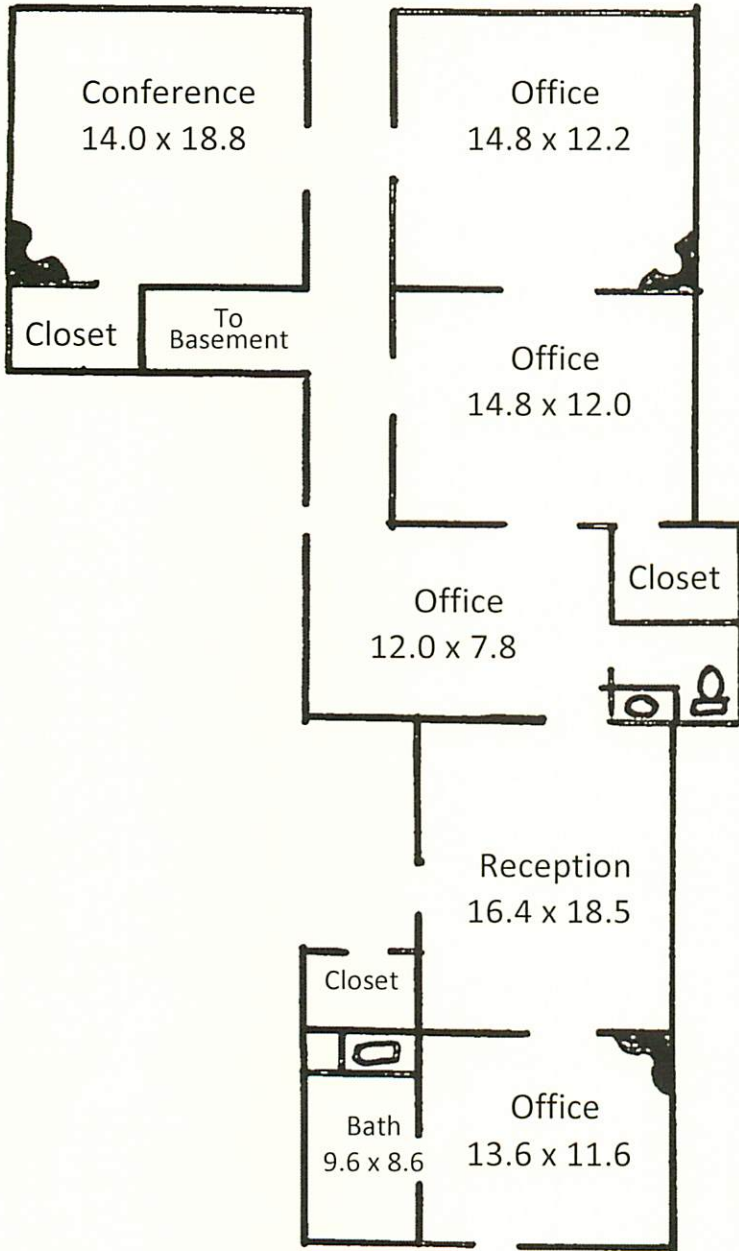 Conference
14.0 x 18.8
Office
14.8 x 12.2
Closet
To
Basement
Office
14.8 x 12.0
Closet
Office
12.0 x 7.8
Reception
16.4 x 18.5
Closet
Bath
9.6 x 8.6
Office
13.6 x 11.6